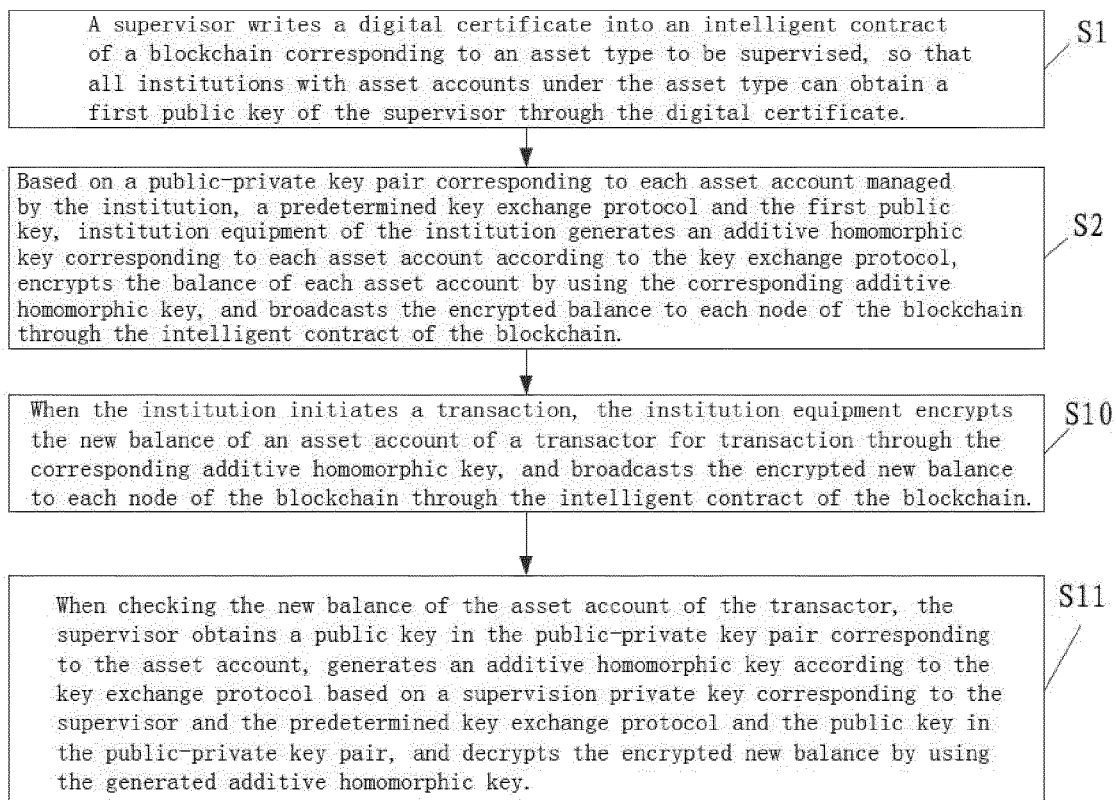 A supervisor writes a digital certificate into an intelligent contract
of a blockchain corresponding to an asset type to be supervised, so that
all institutions with asset accounts under the asset type can obtain a
first public key of the supervisor through the digital certificate.
S1
Based on a public-private key pair corresponding to each asset account managed
by the institution, a predetermined key exchange protocol and the first public
key, institution equipment of the institution generates an additive homomorphic
key corresponding to each asset account according to the key exchange protocol,
encrypts the balance of each asset account by using the corresponding additive
homomorphic key, and broadcasts the encrypted balance to each node of the blockchain
through the intelligent contract of the blockchain.
S2
When the institution initiates a transaction, the institution equipment encrypts
the new balance of an asset account of a transactor for transaction through the
corresponding additive homomorphic key, and broadcasts the encrypted new balance
to each node of the blockchain through the intelligent contract of the blockchain.
S10
When checking the new balance of the asset account of the transactor, the
supervisor obtains a public key in the public-private key pair corresponding
to the asset account, generates an additive homomorphic key according to the
key exchange protocol based on a supervision private key corresponding to the
supervisor and the predetermined key exchange protocol and the public key in
the public-private key pair, and decrypts the encrypted new balance by using
the generated additive homomorphic key.
S11